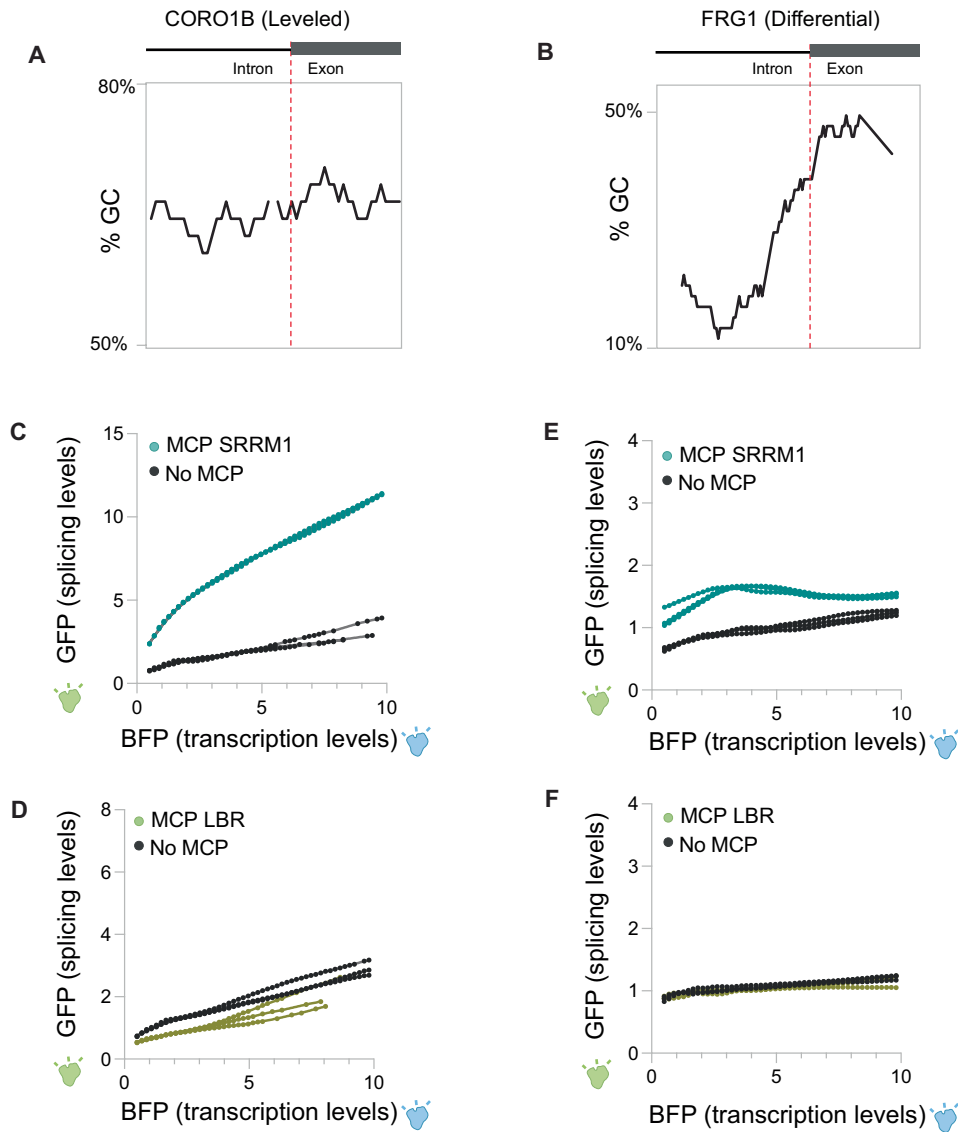 CORO1B (Leveled)
A
Intron
Exon
80%
% GC
50%
FRG1 (Differential)
B
Intron
Exon
50%
% GC
10%
C
15
MCP SRRM1
No MCP
10
GFP (splicing levels)
5
0
0
5
10
BFP (transcription levels)
E
4
MCP SRRM1
No MCP
3
GFP (splicing levels)
2
1
0
0
5
10
BFP (transcription levels)
D
8
MCP LBR
No MCP
6
GFP (splicing levels)
4
2
0
0
5
10
BFP (transcription levels)
F
4
MCP LBR
No MCP
3
GFP (splicing levels)
2
1
0
0
5
10
BFP (transcription levels)